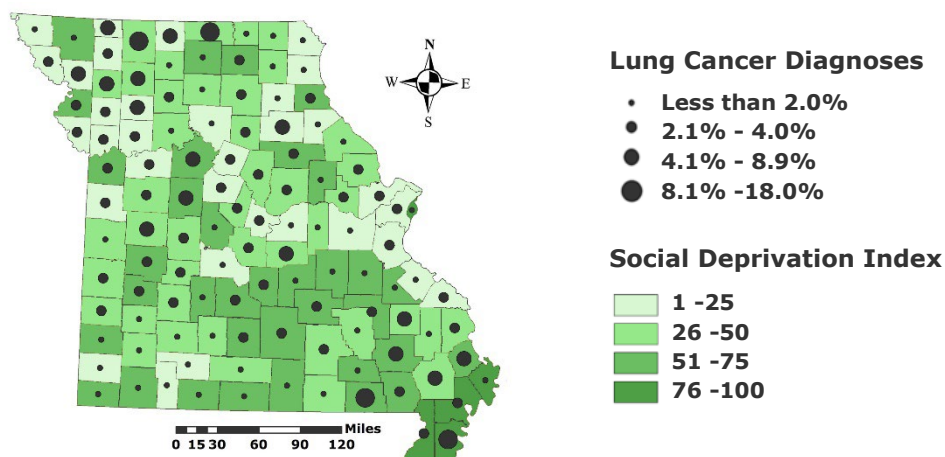 N
W E
S
Miles
0 15 30 60 90 120
Lung Cancer Diagnoses
Less than 2.0%
2.1% - 4.0%
4.1% - 8.9%
8.1% -18.0%
Social Deprivation Index
1 -25
26 -50
51 -75
76 -100